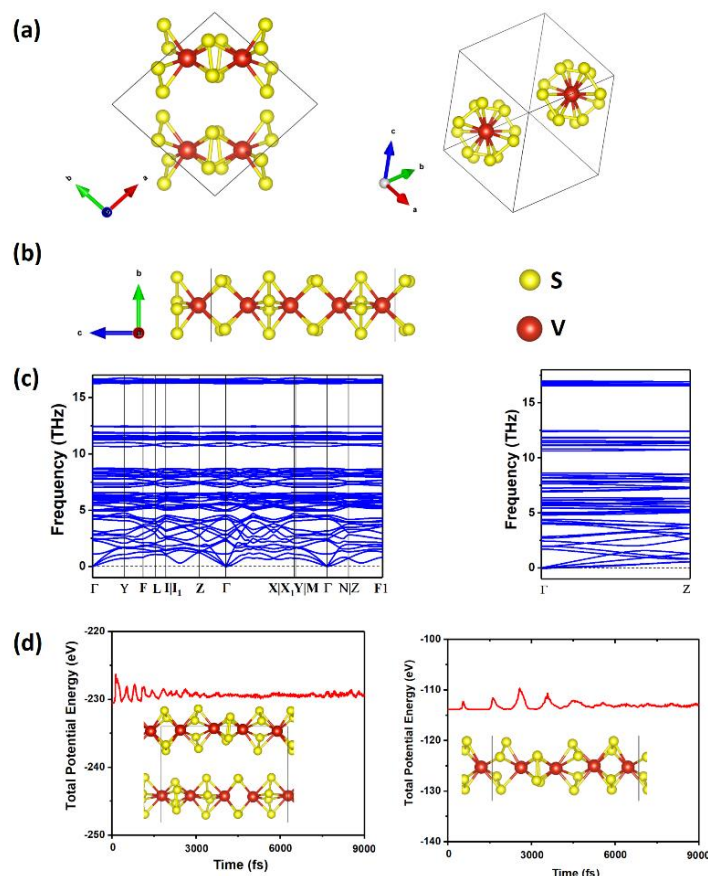 (a)
b
a
c
b
a
(b)
b
c
S
V
(c)
Frequency (THz)
15
10
5
0
Γ Y F L I|I₁ Z Γ X|X₁Y|M Γ N|Z F1
Frequency (THz)
15
10
5
0
Γ Z
(d)
Total Potential Energy (eV)
-220
-230
-240
-250
0 3000 6000 9000
Time (fs)
Total Potential Energy (eV)
-100
-110
-120
-130
-140
0 3000 6000 9000
Time (fs)